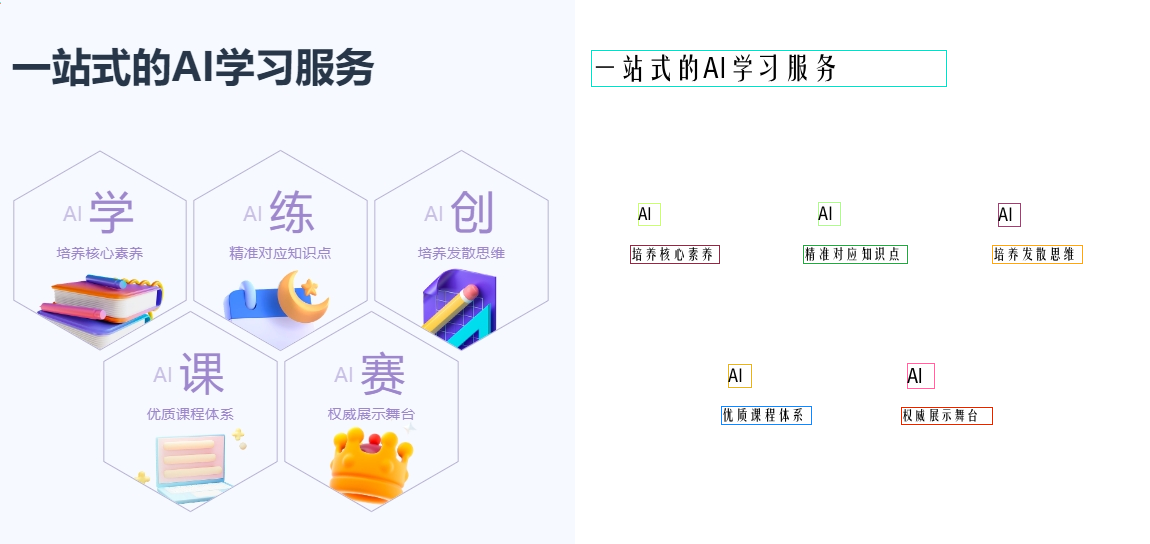 一站式的AI学习服务
AI 学
培养核心素养
AI 练
精准对应知识点
AI 创
培养发散思维
AI 课
优质课程体系
AI 赛
权威展示舞台
一站式的AI学习服务
AI
AI
AI
培养核心素养
精准对应知识点
培养发散思维
AI
AI
优质课程体系
权威展示舞台